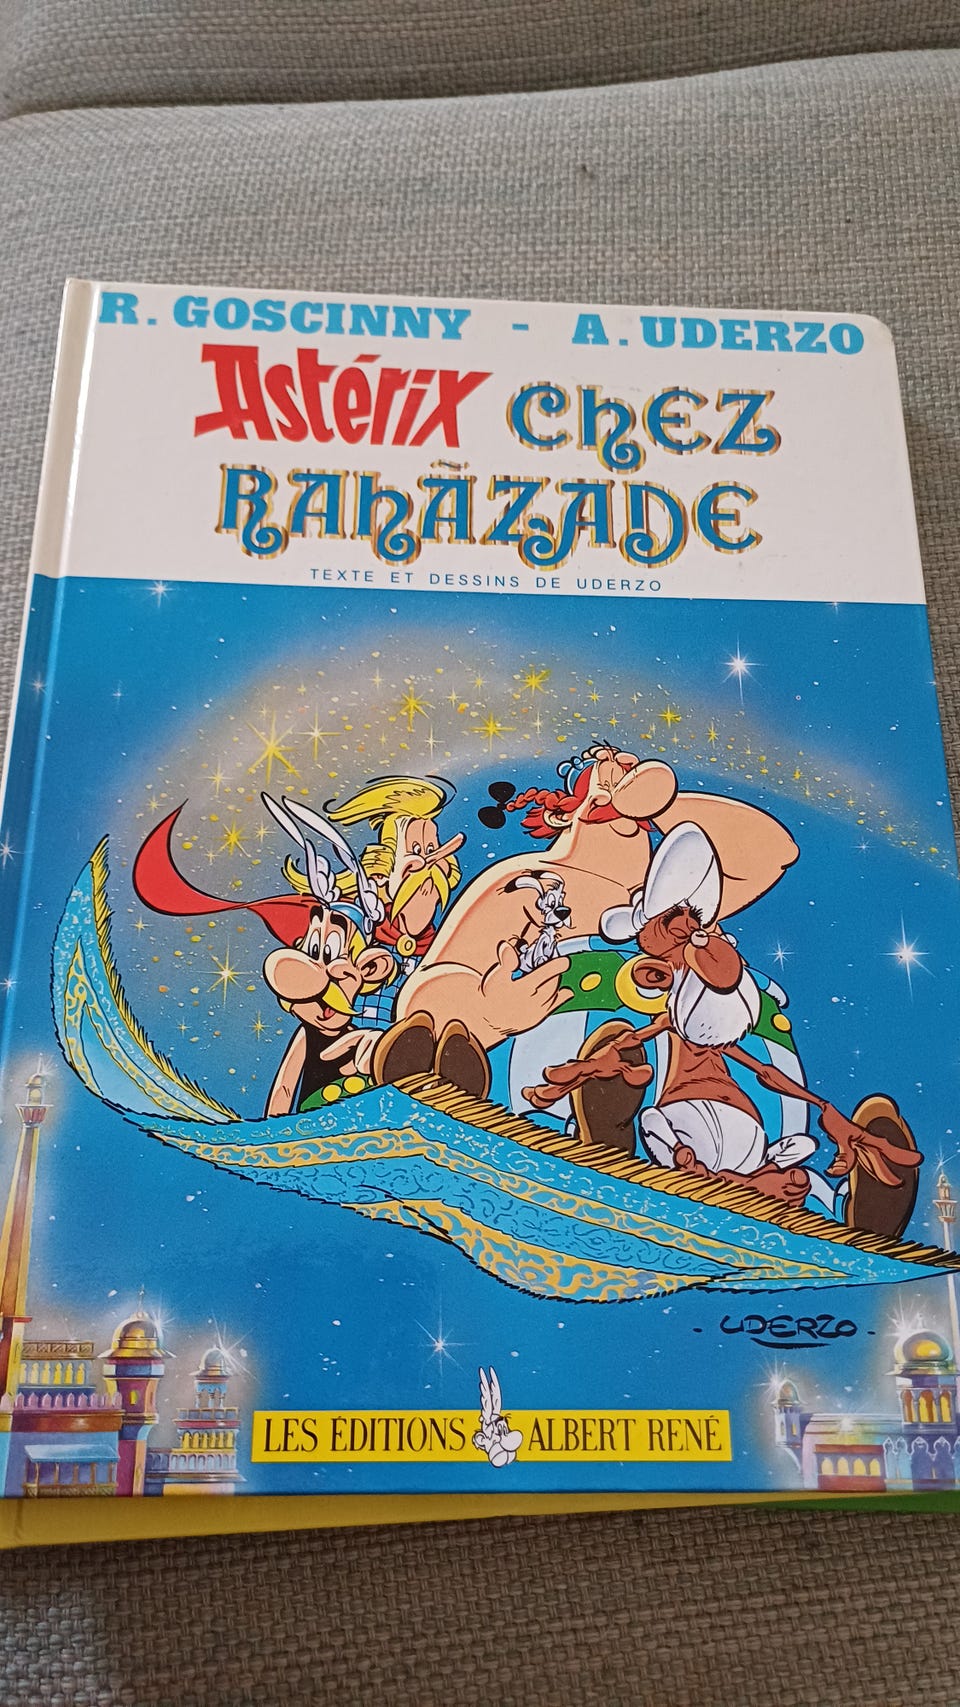 R. GOSCINNY - A. UDERZO
Astérix CHEZ
RAHÃZADE
TEXTE ET DESSINS DE UDERZO
. UDERZO .
LES ÉDITIONS ALBERT RENÉ